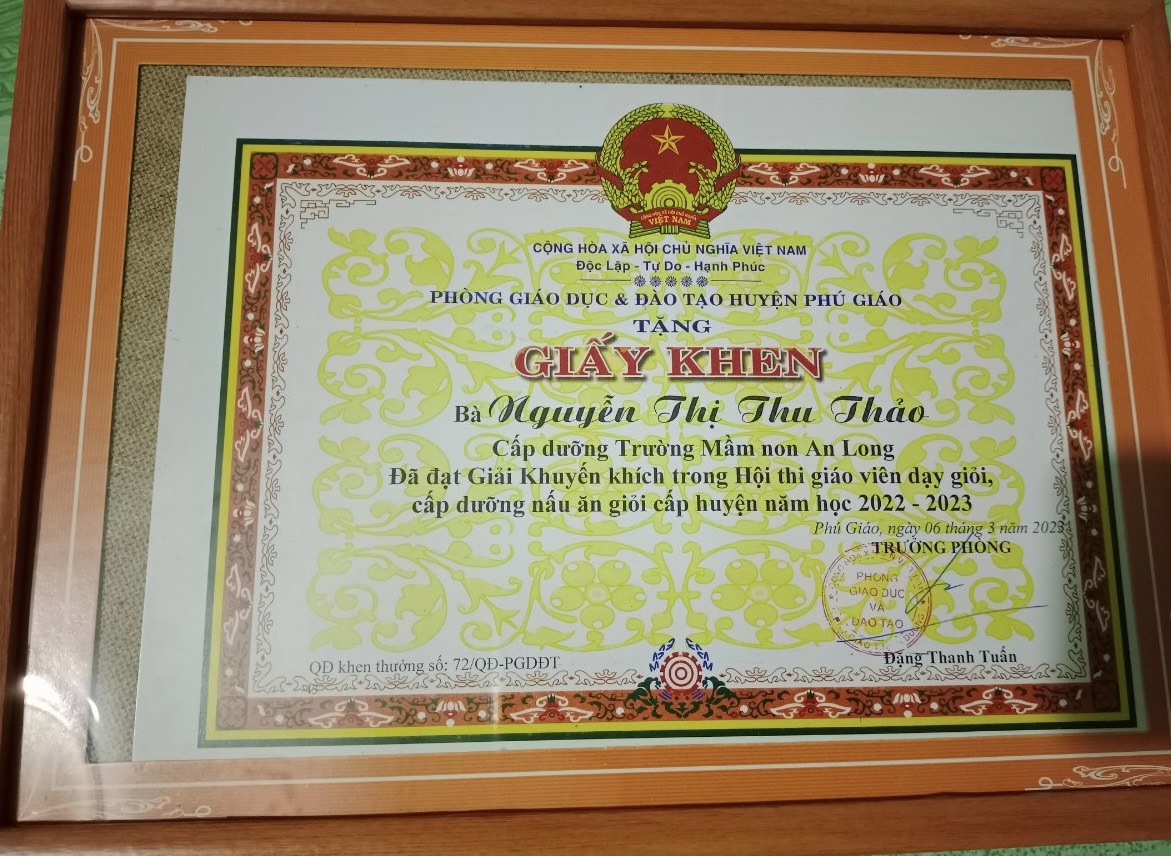 VIỆT NAM
CỘNG HÒA XÃ HỘI CHỦ NGHĨA VIỆT NAM
Độc Lập - Tự Do - Hạnh Phúc
PHÒNG GIÁO DỤC & ĐÀO TẠO HUYỆN PHÚ GIÁO
TẶNG
GIẤY KHEN
Bà Nguyễn Thị Thu Thảo
Cấp dưỡng Trường Mầm non An Long
Đã đạt Giải Khuyến khích trong Hội thi giáo viên dạy giỏi,
cấp dưỡng nấu ăn giỏi cấp huyện năm học 2022 - 2023
Phú Giáo, ngày 06 tháng 3 năm 2023
TRƯỞNG PHÒNG
PHÒNG
GIÁO DỤC
VÀ
ĐÀO TẠO
Đặng Thanh Tuấn
QĐ khen thưởng số: 72/QĐ-PGDĐT